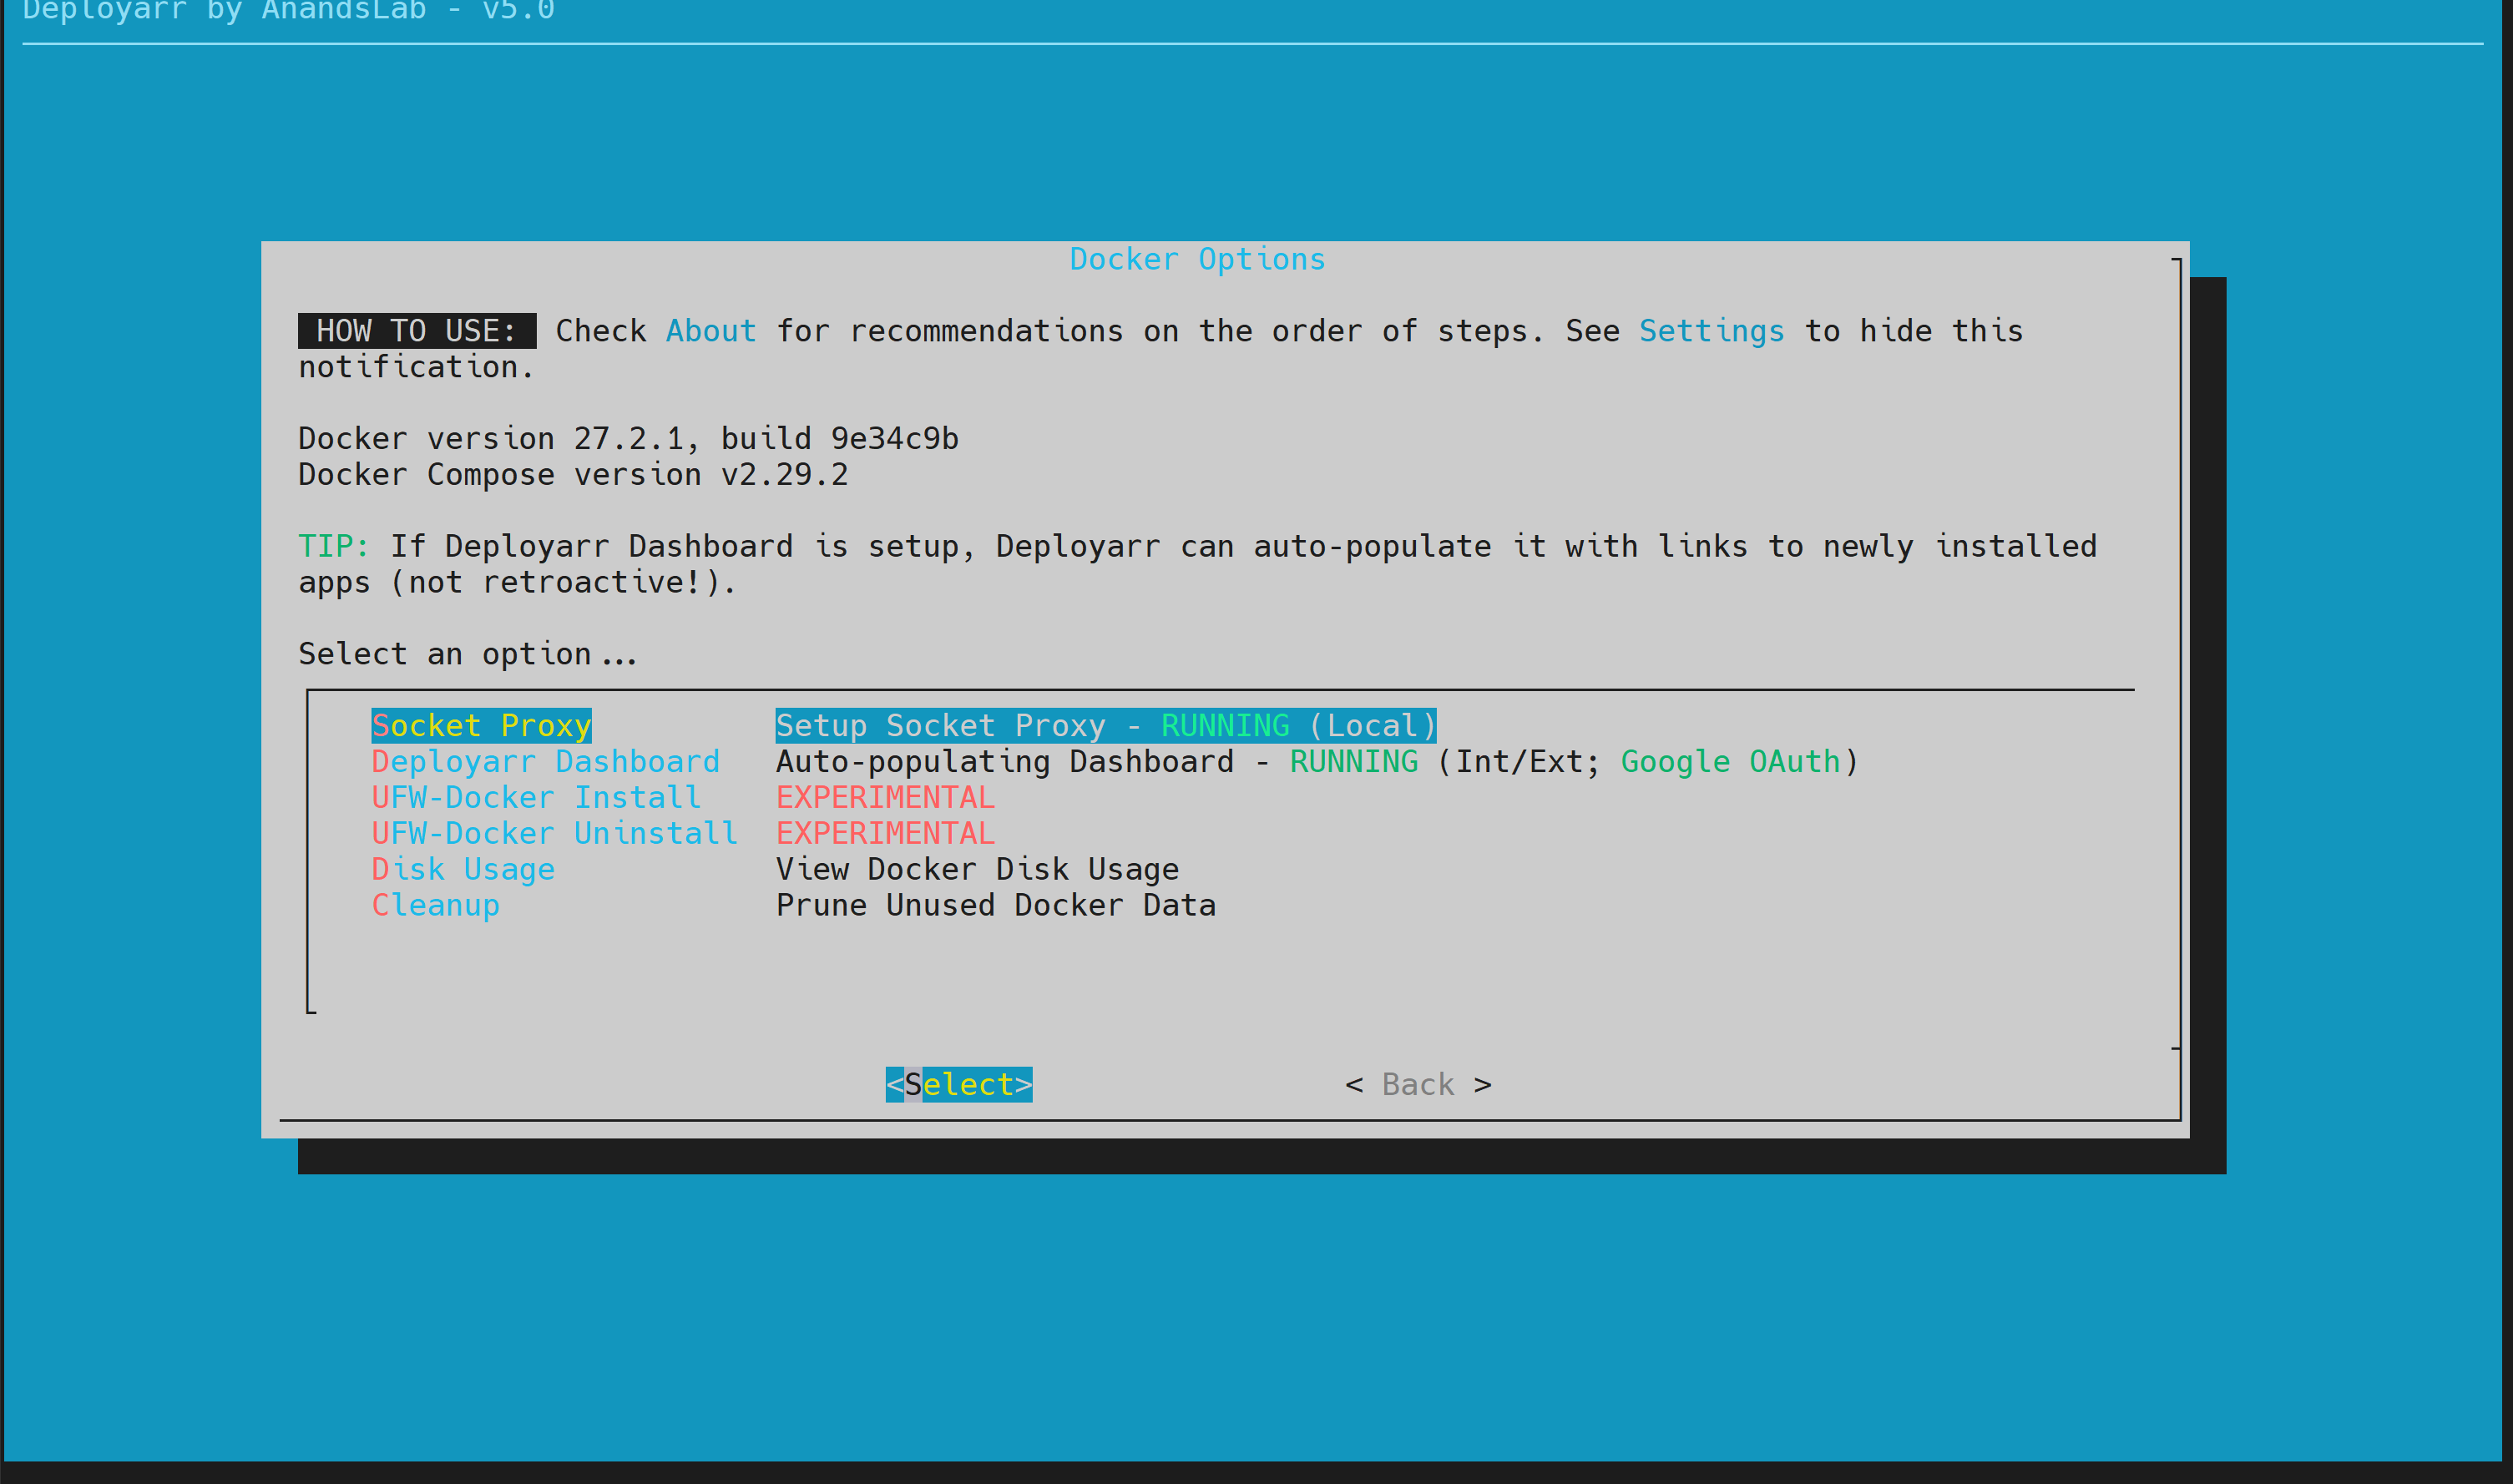 Deployarr by AnandsLab - v5.0
Docker Options
HOW TO USE: Check About for recommendations on the order of steps. See Settings to hide this
notification.
Docker version 27.2.1, build 9e34c9b
Docker Compose version v2.29.2
TIP: If Deployarr Dashboard is setup, Deployarr can auto-populate it with links to newly installed
apps (not retroactive!).
Select an option...
Socket Proxy Setup Socket Proxy - RUNNING (Local)
Deployarr Dashboard Auto-populating Dashboard - RUNNING (Int/Ext; Google OAuth)
UFW-Docker Install EXPERIMENTAL
UFW-Docker Uninstall EXPERIMENTAL
Disk Usage View Docker Disk Usage
Cleanup Prune Unused Docker Data
<Select> < Back >